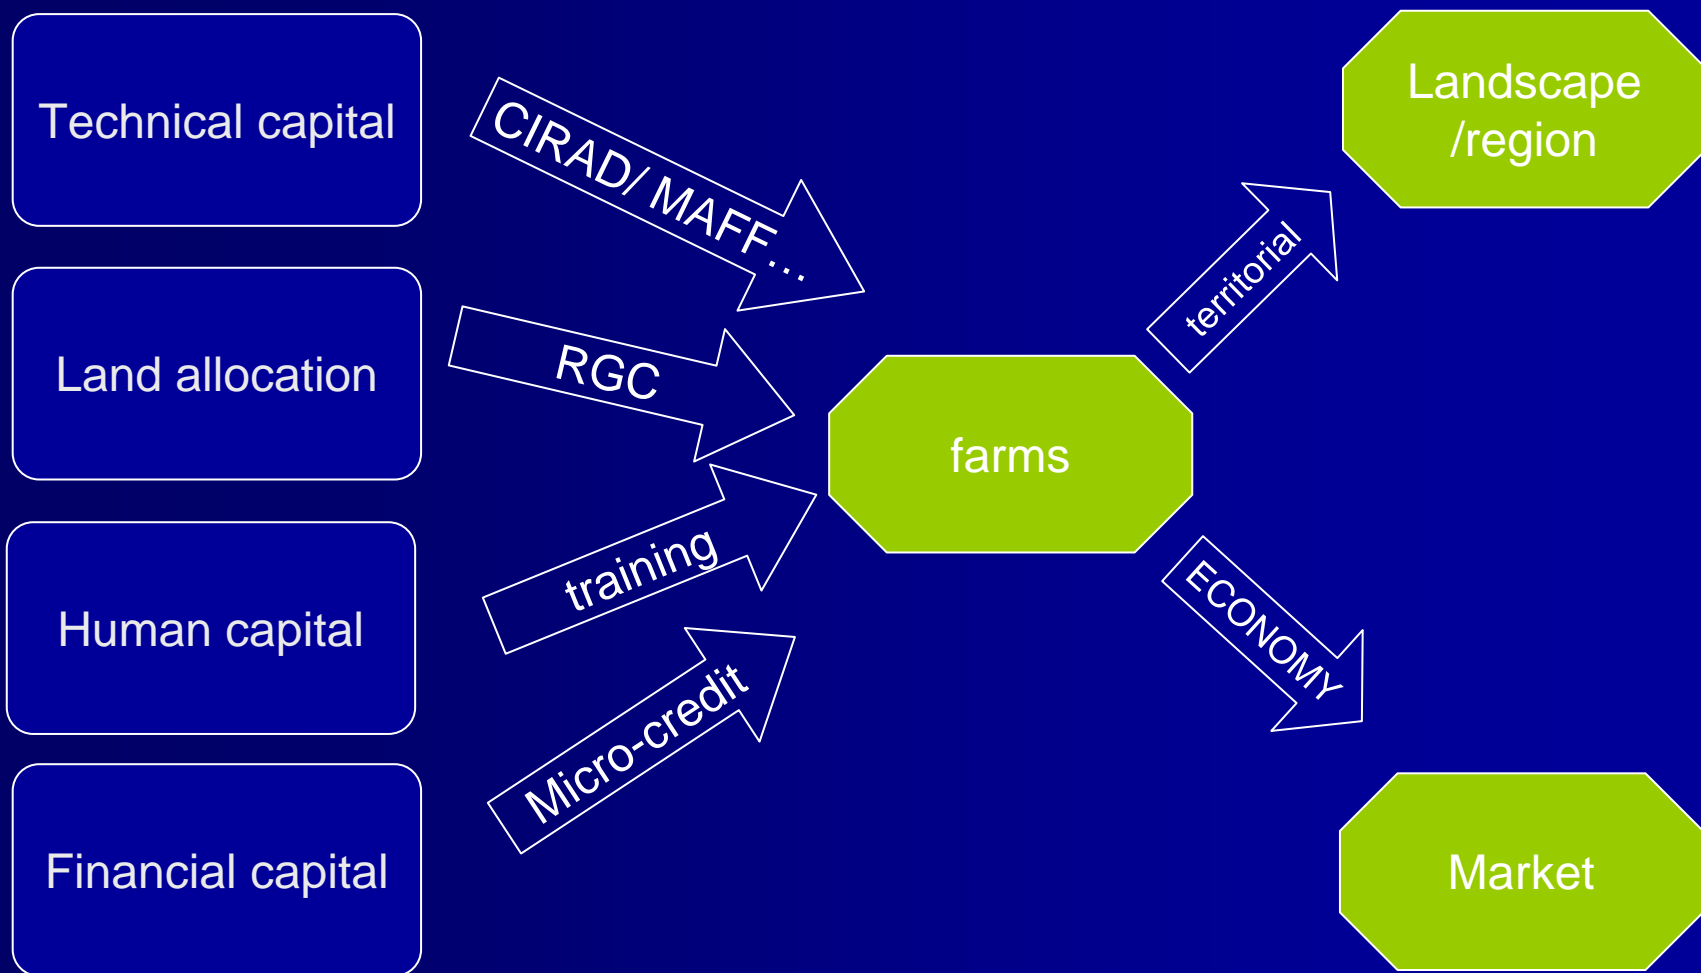 Technical capital
CIRAD/ MAFF…
Landscape
/region
territorial
Land allocation
RGC
farms
Human capital
training
ECONOMY
Financial capital
Micro-credit
Market